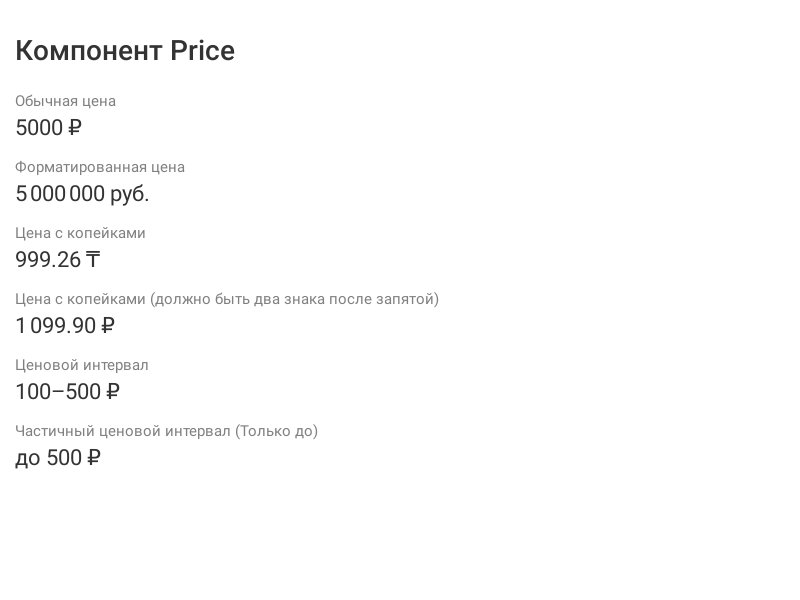 Компонент Price
Обычная цена
5000 ₽
Форматированная цена
5 000 000 руб.
Цена с копейками
999.26 ₸
Цена с копейками (должно быть два знака после запятой)
1 099.90 ₽
Ценовой интервал
100–500 ₽
Частичный ценовой интервал (Только до)
до 500 ₽